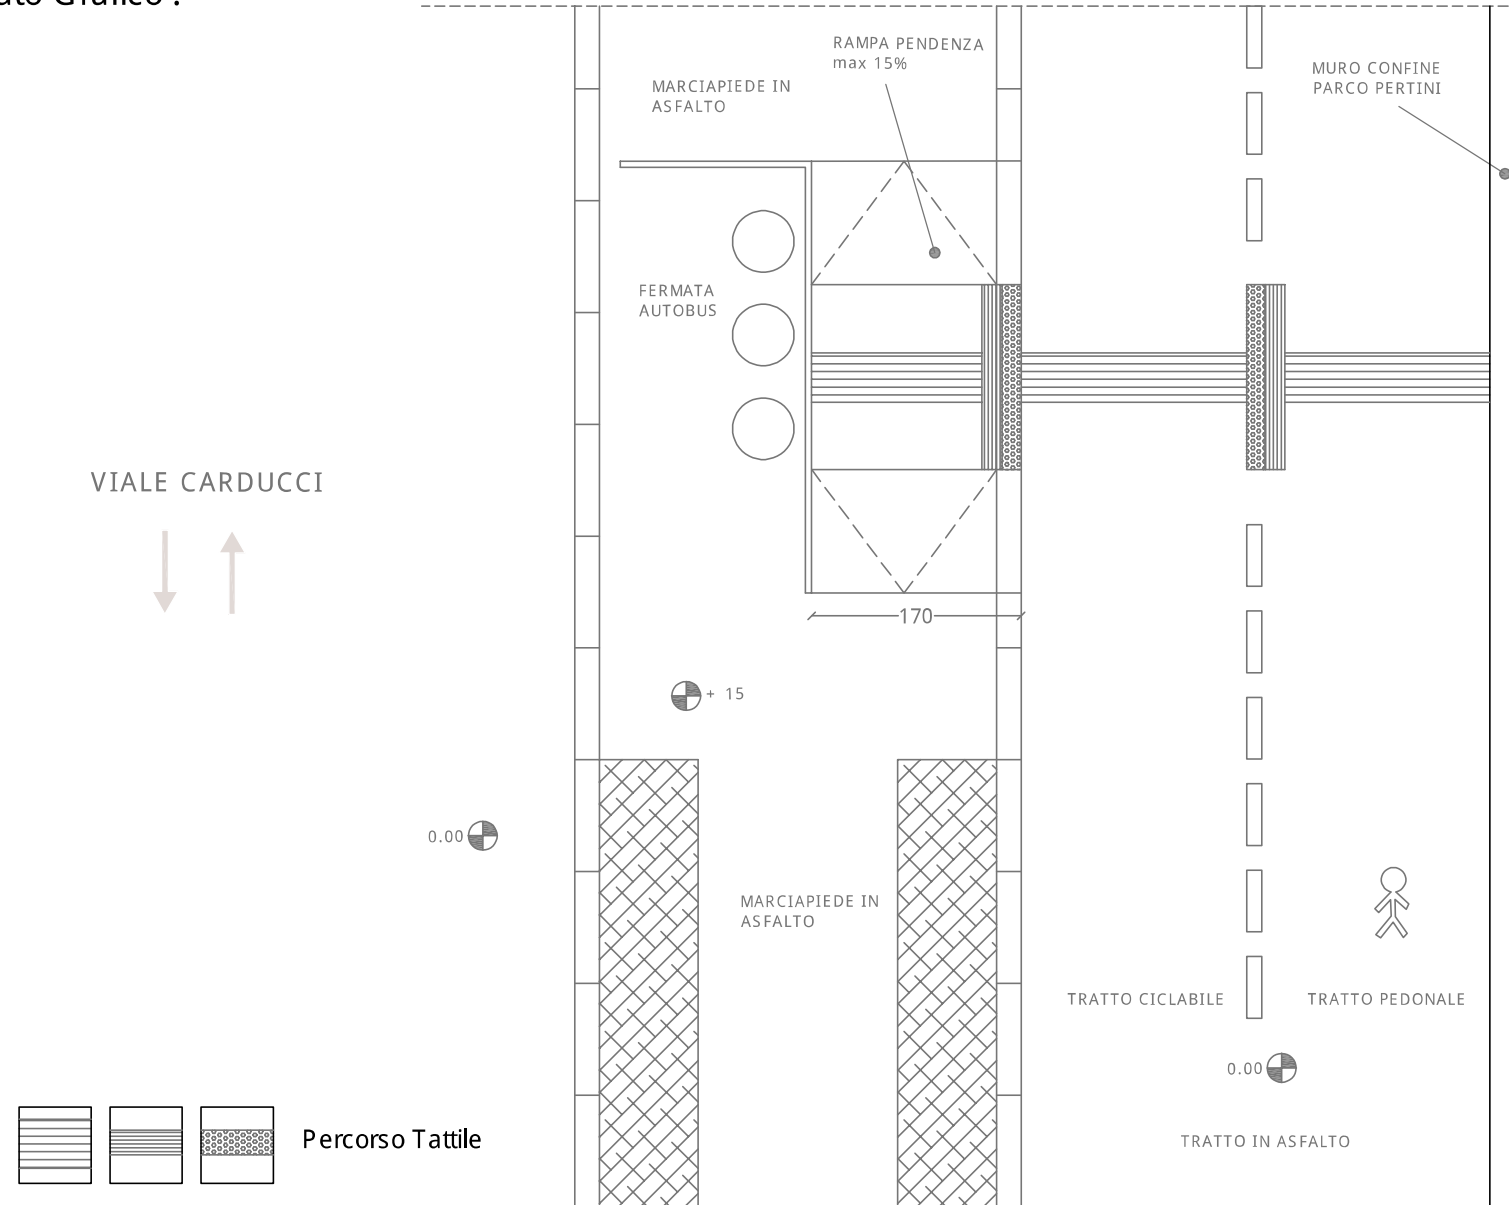 Grafico :
RAMPA PENDENZA
max 15%
MARCIAPIEDE IN
ASFALTO
MURO CONFINE
PARCO PERTINI
FERMATA
AUTOBUS
VIALE CARDUCCI
170
+ 15
0.00
MARCIAPIEDE IN
ASFALTO
TRATTO CICLABILE
TRATTO PEDONALE
0.00
TRATTO IN ASFALTO
Percorso Tattile